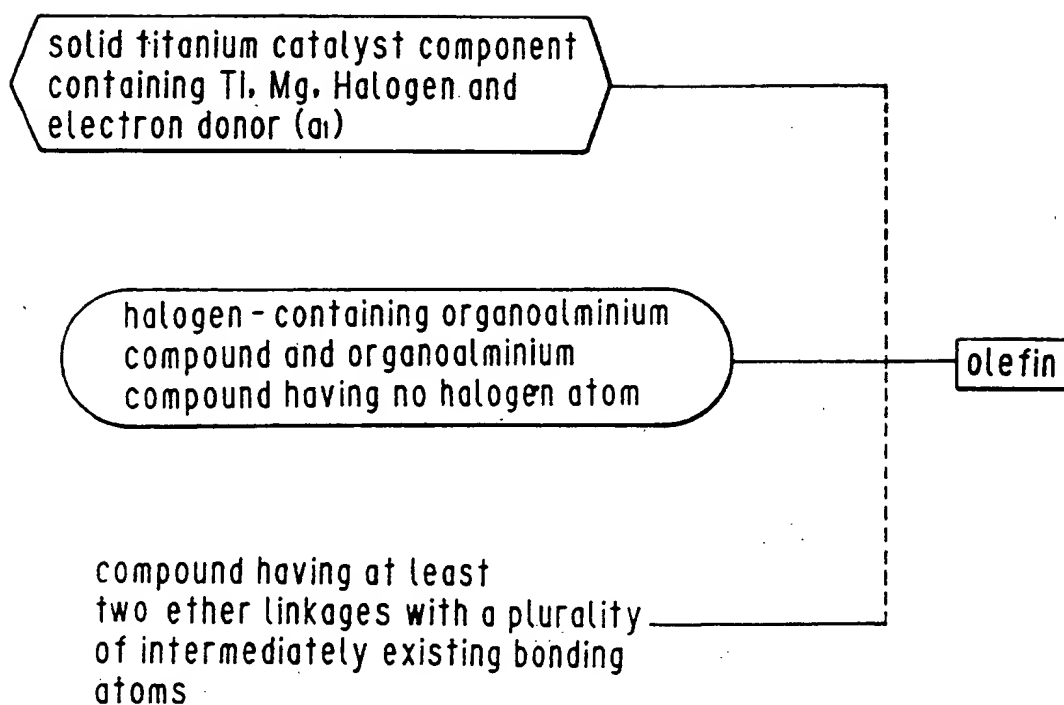 solid titanium catalyst component
containing Ti, Mg, Halogen and
electron donor (a1)
halogen - containing organoalminium
compound and organoalminium
compound having no halogen atom
olefin
compound having at least
two ether linkages with a plurality
of intermediately existing bonding
atoms